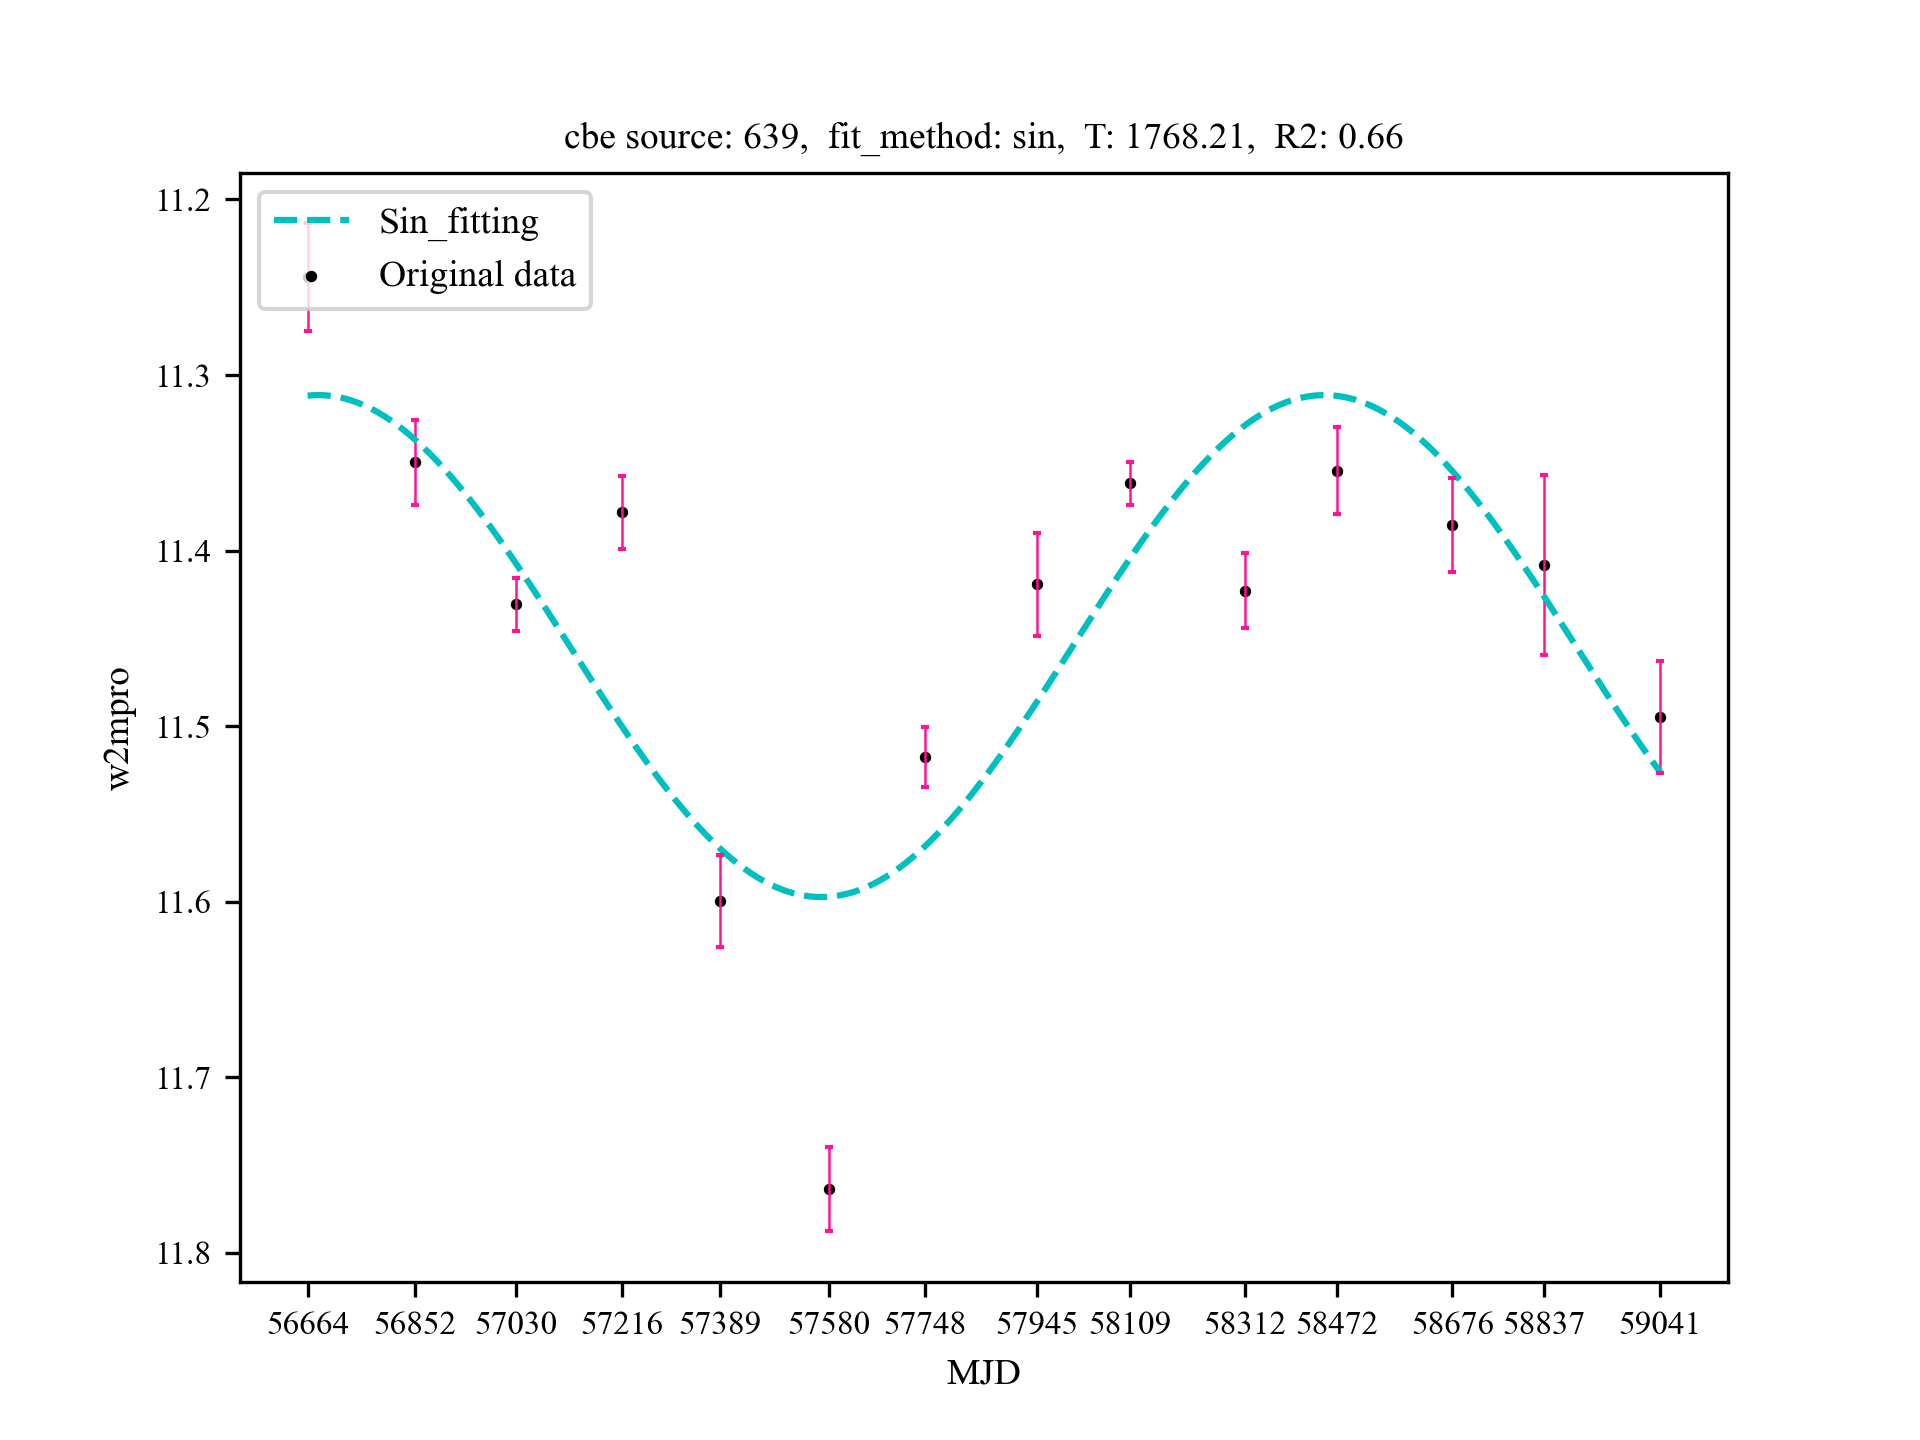 cbe source: 639,  fit_method: sin,  T: 1768.21,  R2: 0.66
Sin_fitting
Original data
11.2
11.3
11.4
11.5
11.6
11.7
11.8
w2mpro
56664 56852 57030 57216 57389 57580 57748 57945 58109 58312 58472 58676 58837 59041
MJD